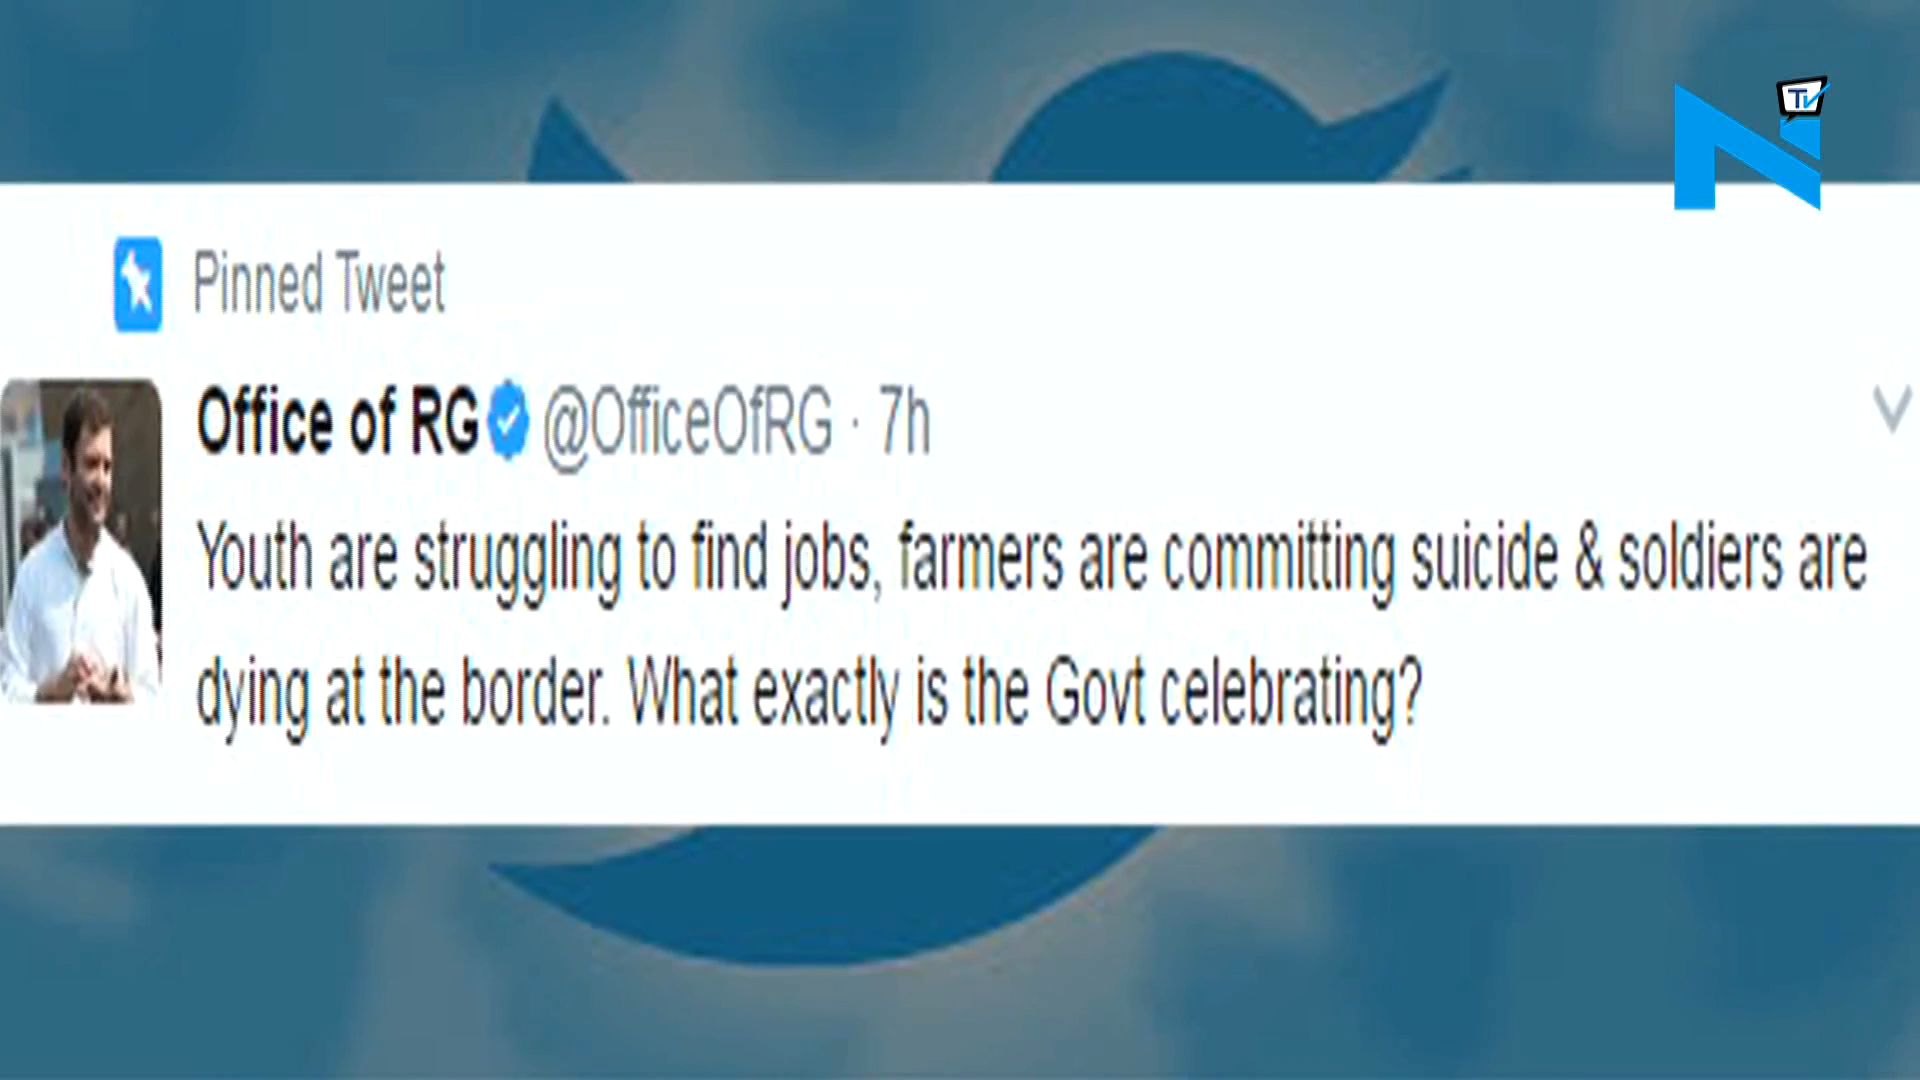 TV
Pinned Tweet
Office of RG @OfficeOfRG · 7h
Youth are struggling to find jobs, farmers are committing suicide & soldiers are
dying at the border. What exactly is the Govt celebrating?